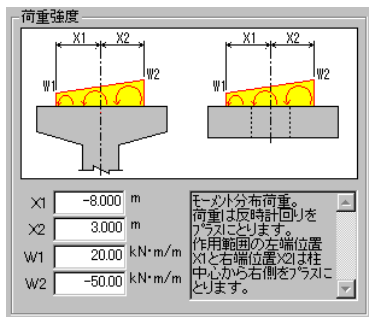 荷重強度
X1 X2 X1 X2
W1 W2 W1 W2
X1 -8.000 m
X2 3.000 m
W1 20.00 kN・m/m
W2 -50.00 kN・m/m
モーメント分布荷重。
荷重は反時計回りを
プラスにとります。
作用範囲の左端位置
X1と右端位置X2は柱
中心から右側をプラスに
とります。